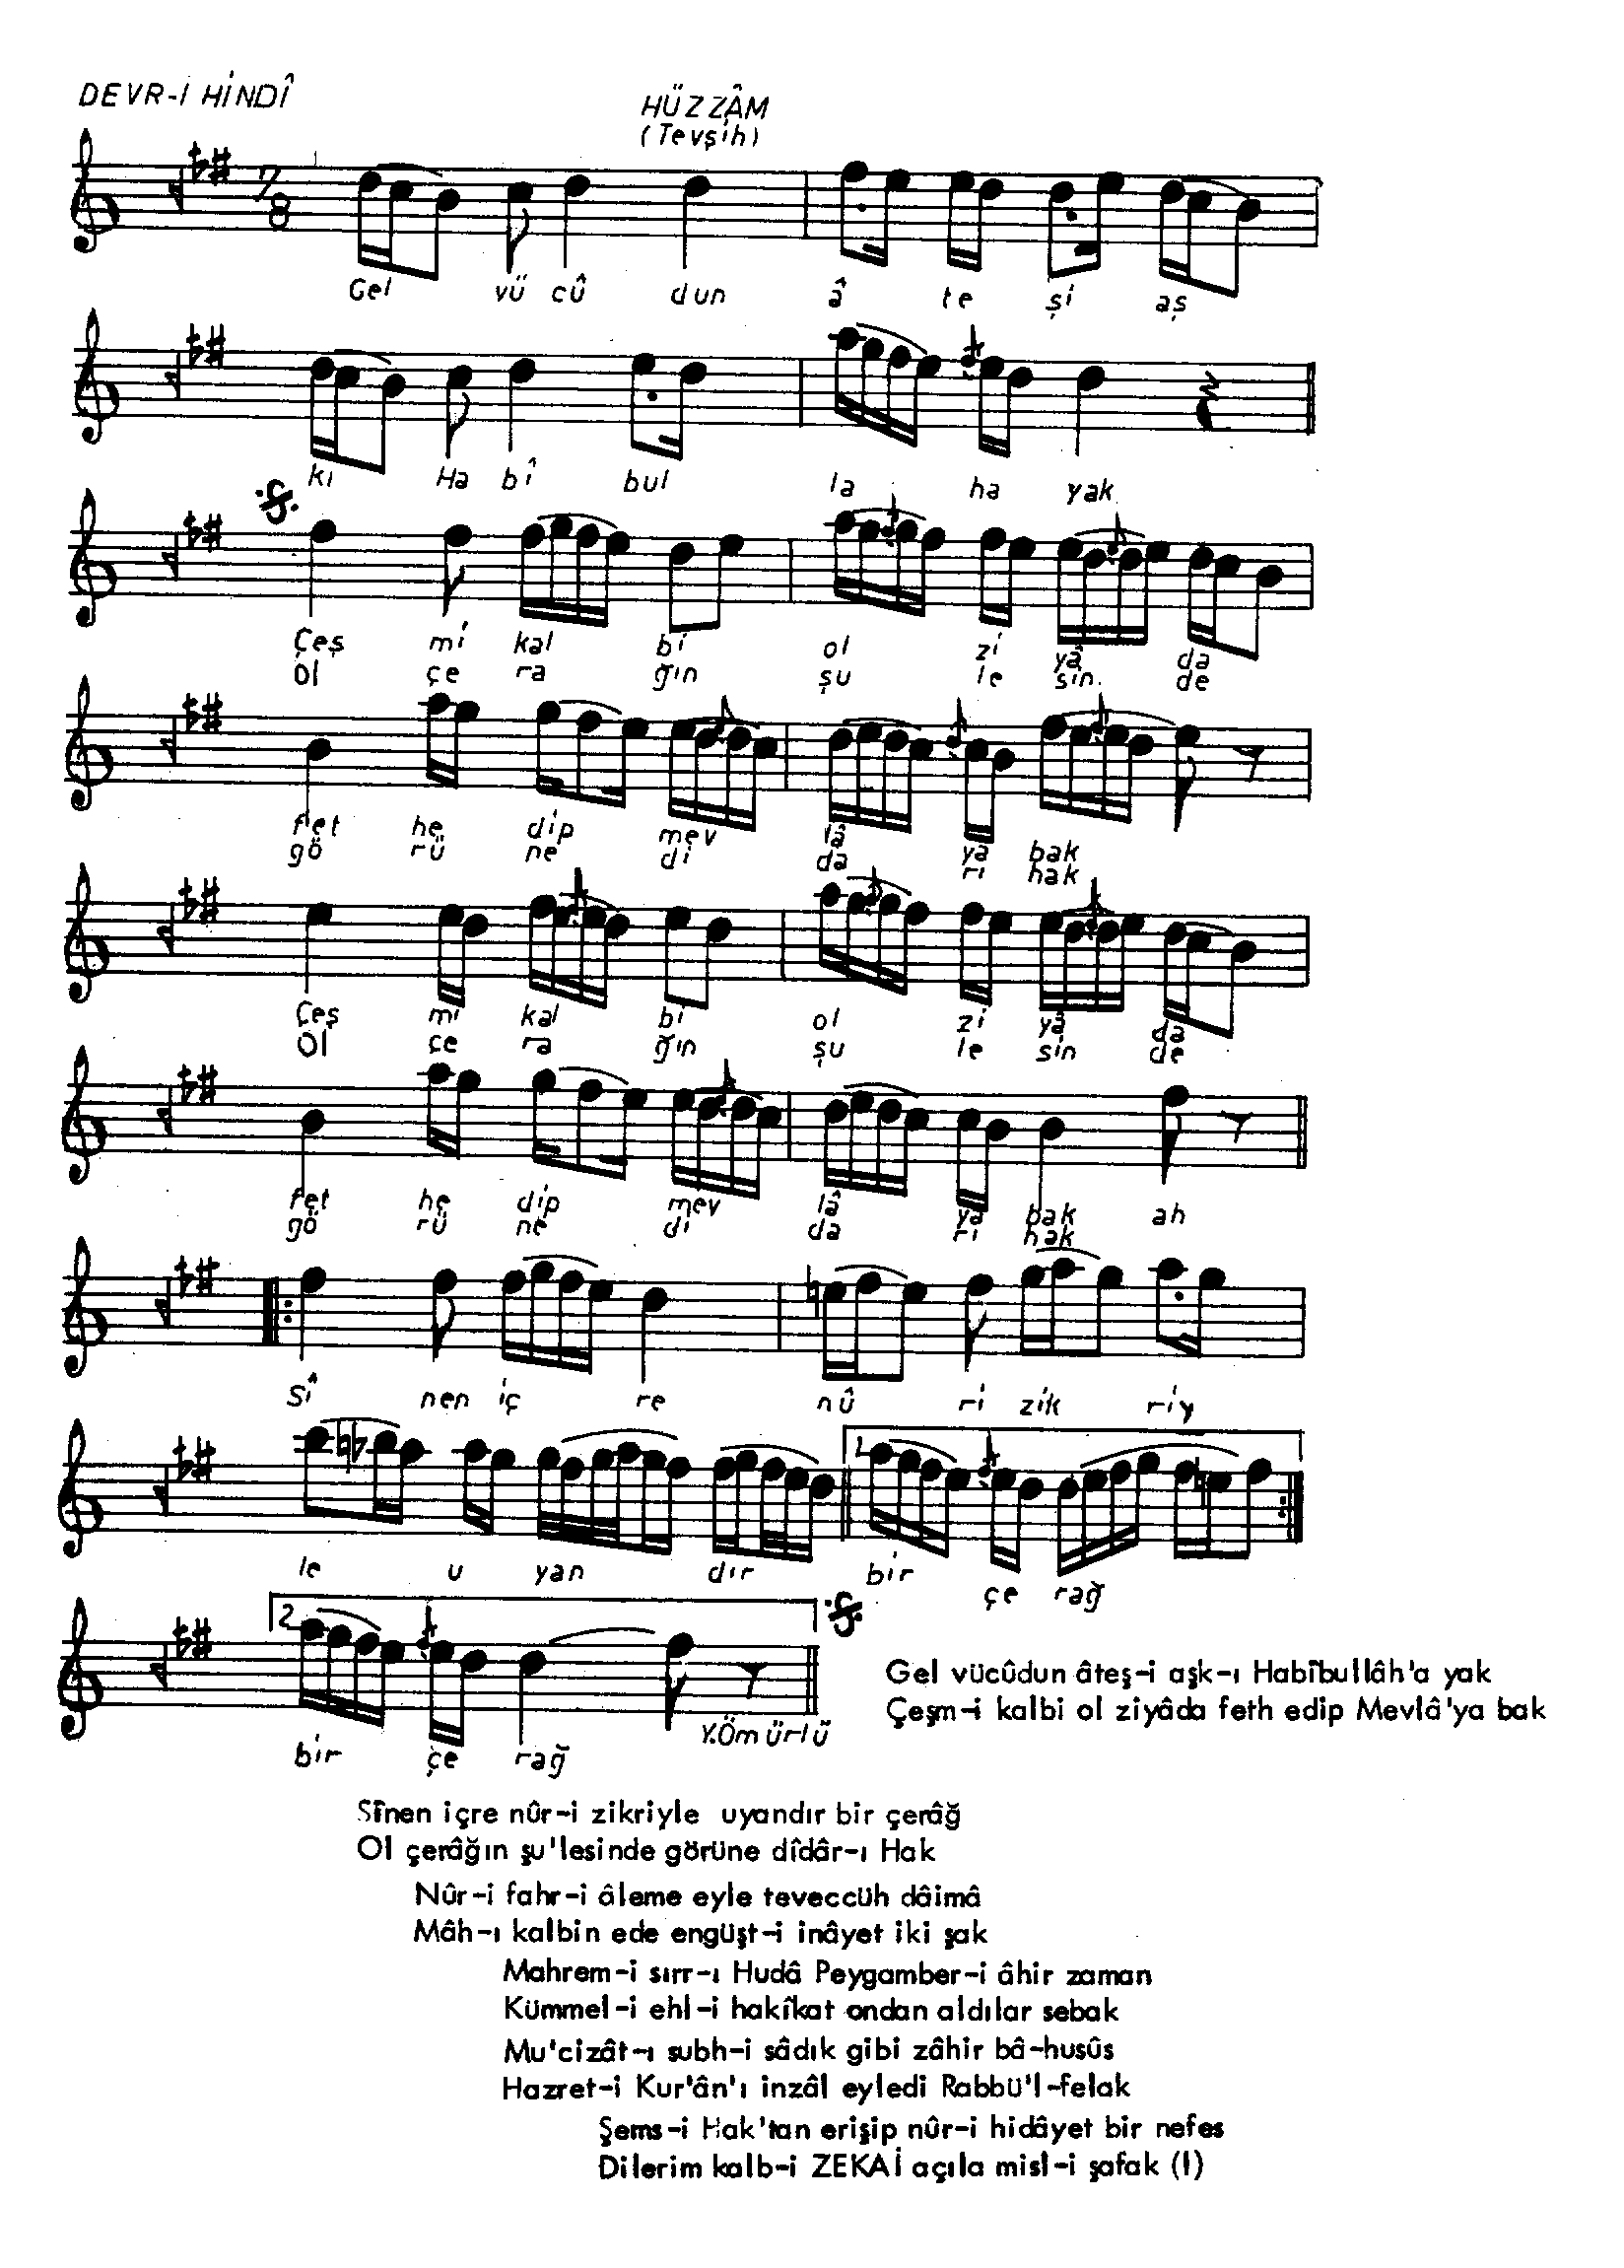 DEVR-İ HİNDÎ
HÜZZÂM
(Tevşih)
7
8
Gel vü cû dun â te şi aş
kı Ha bî bul la ha yak
Çeş mi kal bi ol zi yâ da
Ol çe ra ğın şu le sin de
fet he dip mev lâ ya bak
gö rü ne di da rı hak
Çeş mi kal bi ol zi yâ da
Ol çe ra ğın şu le sin de
fet he dip mev lâ ya bak ah
gö rü ne di da rı hak
sî nen iç re nû ri zik riy
1.
le u yan dır bir çe rağ
2.
Y.Ömürlü
bir çe rağ
Gel vücûdun âteş-i aşk-ı Habîbullâh'a yak
Çeşm-i kalbi ol ziyâda feth edip Mevlâ'ya bak
Sînen içre nûr-i zikriyle uyandır bir çerâğ
Ol çerâğın şu'lesinde görüne dîdâr-ı Hak
Nûr-i fahr-i âleme eyle teveccüh dâimâ
Mâh-ı kalbin ede engüşt-i inâyet iki şak
Mahrem-i sırr-ı Hudâ Peygamber-i âhir zaman
Kümmel-i ehl-i hakîkat ondan aldılar sebak
Mu'cizât-ı subh-i sâdık gibi zâhir bâ-husûs
Hazret-i Kur'ân'ı inzâl eyledi Rabbü'l-felak
Şems-i Hak'tan erişip nûr-i hidâyet bir nefes
Dilerim kalb-i ZEKAİ açıla misl-i şafak (1)